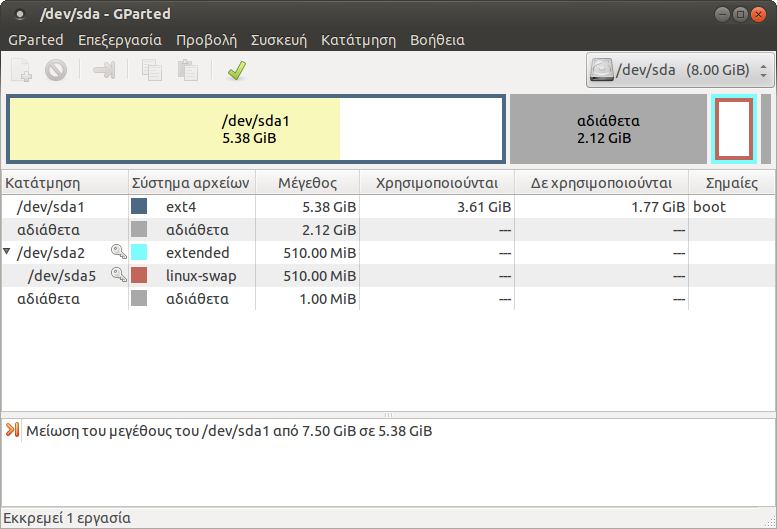 /dev/sda - GParted
GParted Επεξεργασία Προβολή Συσκευή Κατάτμηση Βοήθεια
/dev/sda (8.00 GiB)
/dev/sda1
5.38 GiB
αδιάθετα
2.12 GiB
Κατάτμηση Σύστημα αρχείων Μέγεθος Χρησιμοποιούνται Δε χρησιμοποιούνται Σημαίες
/dev/sda1 ext4 5.38 GiB 3.61 GiB 1.77 GiB boot
αδιάθετα αδιάθετα 2.12 GiB --- ---
/dev/sda2 extended 510.00 MiB --- ---
/dev/sda5 linux-swap 510.00 MiB --- ---
αδιάθετα αδιάθετα 1.00 MiB --- ---
Μείωση του μεγέθους του /dev/sda1 από 7.50 GiB σε 5.38 GiB
Εκκρεμεί 1 εργασία